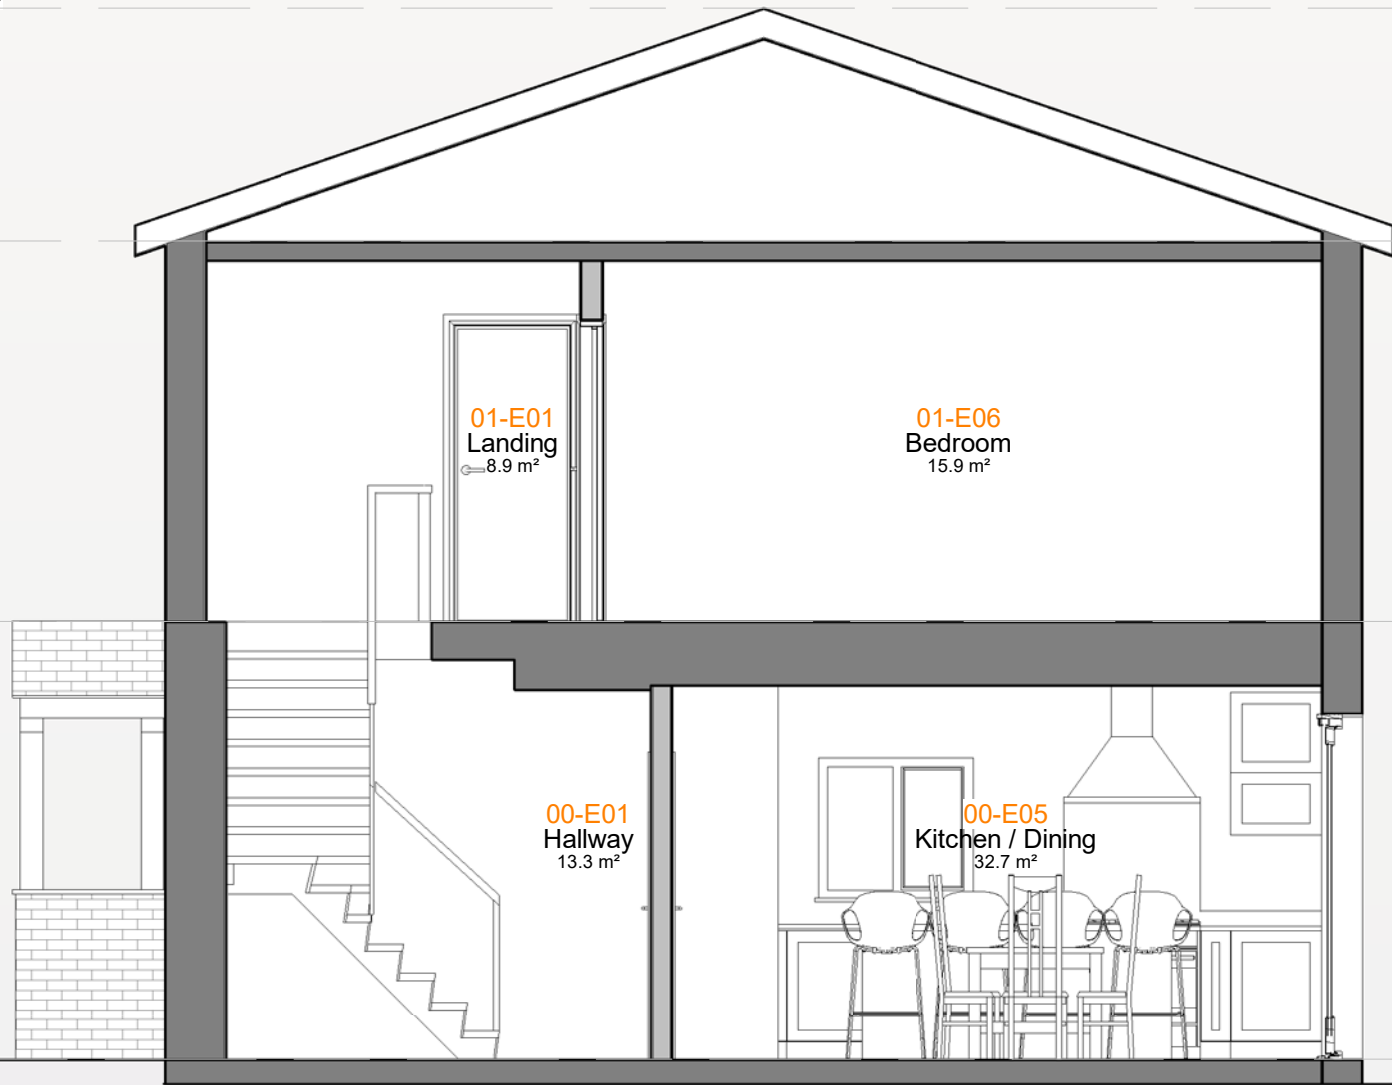 01-E01
Landing
8.9 m²
01-E06
Bedroom
15.9 m²
00-E01
Hallway
13.3 m²
00-E05
Kitchen / Dining
32.7 m²